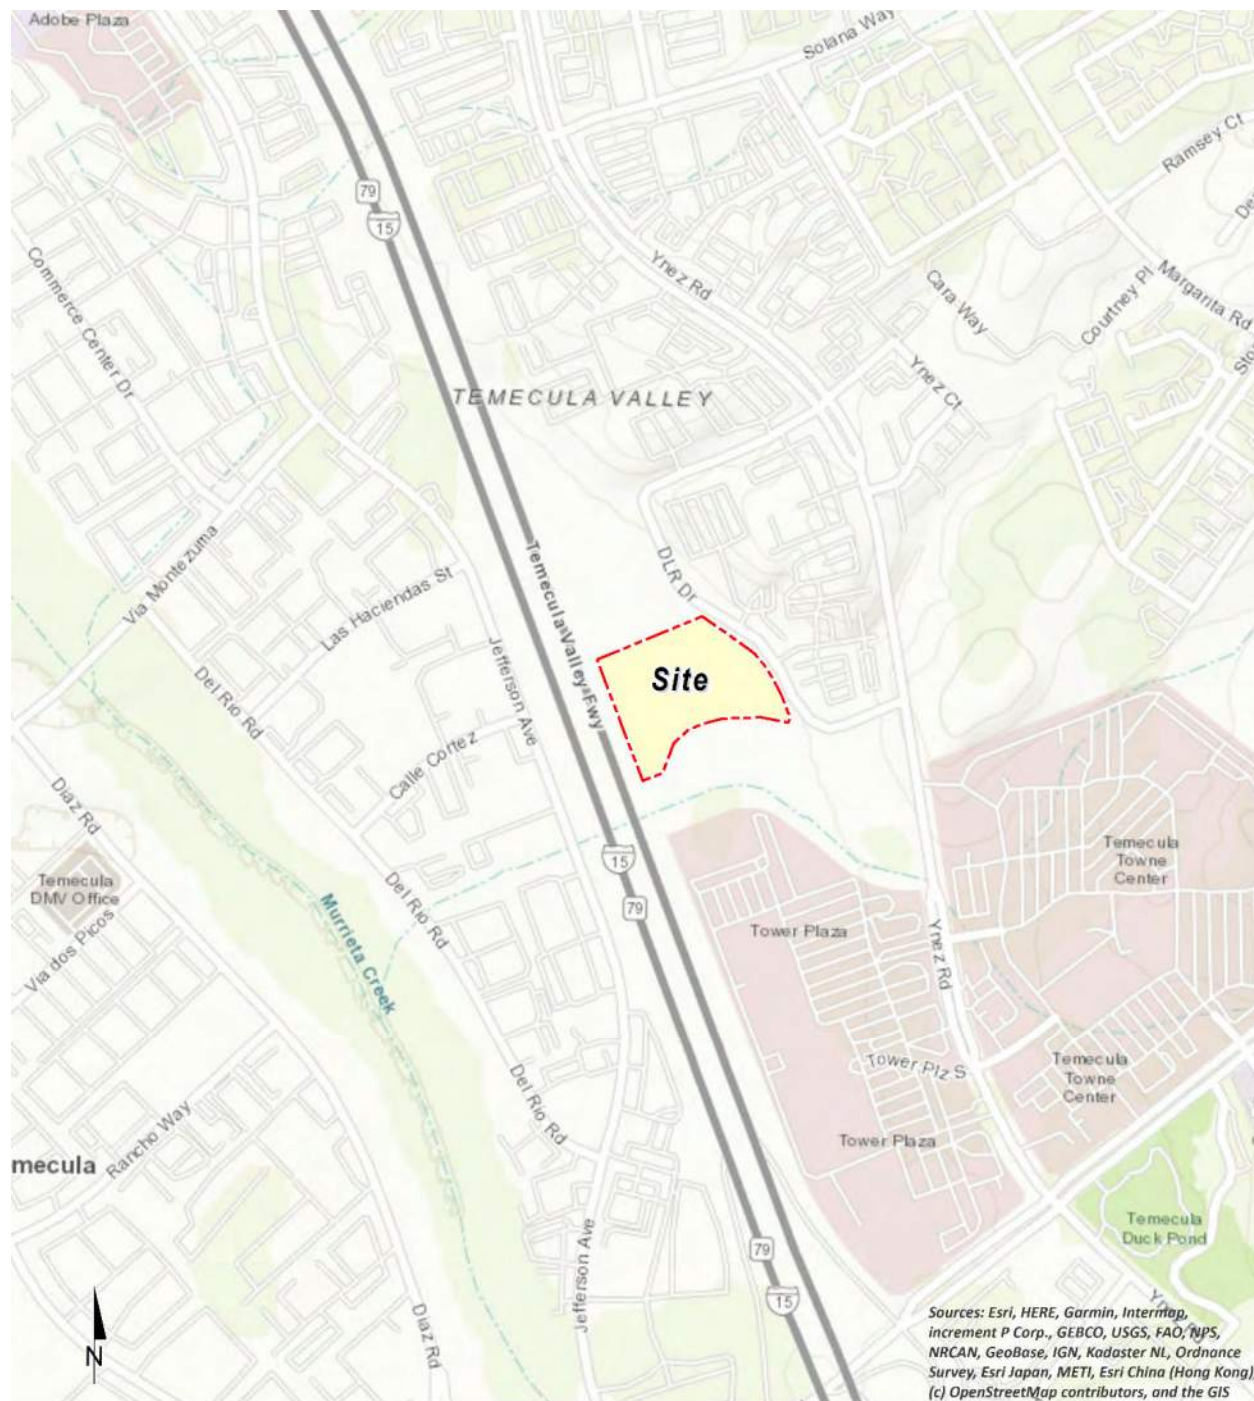 Adobe Plaza
Solana Way
Ramsey Ct
79
15
Commerce Center Dr
Ynez Rd
Cara Way
Courtney Pl
Margarita Rd
Ynez Ct
TEMECULA VALLEY
Via Montezuma
Las Haciendas St
Temecula Valley Fwy
DLR Dr
Jefferson Ave
Site
Del Rio Rd
Calle Cortez
Diaz Rd
15
79
Temecula
DMV Office
Via dos Picos
Murrieta Creek
Del Rio Rd
Tower Plaza
Ynez Rd
Temecula
Towne
Center
Tower Plz S
Temecula
Towne
Center
Del Rio Rd
Tower Plaza
mecula
Rancho Way
Temecula
Duck Pond
79
15
Jefferson Ave
Diaz Rd
Ynez Rd
N
Sources: Esri, HERE, Garmin, Intermap,
increment P Corp., GEBCO, USGS, FAO, NPS,
NRCAN, GeoBase, IGN, Kadaster NL, Ordnance
Survey, Esri Japan, METI, Esri China (Hong Kong),
(c) OpenStreetMap contributors, and the GIS